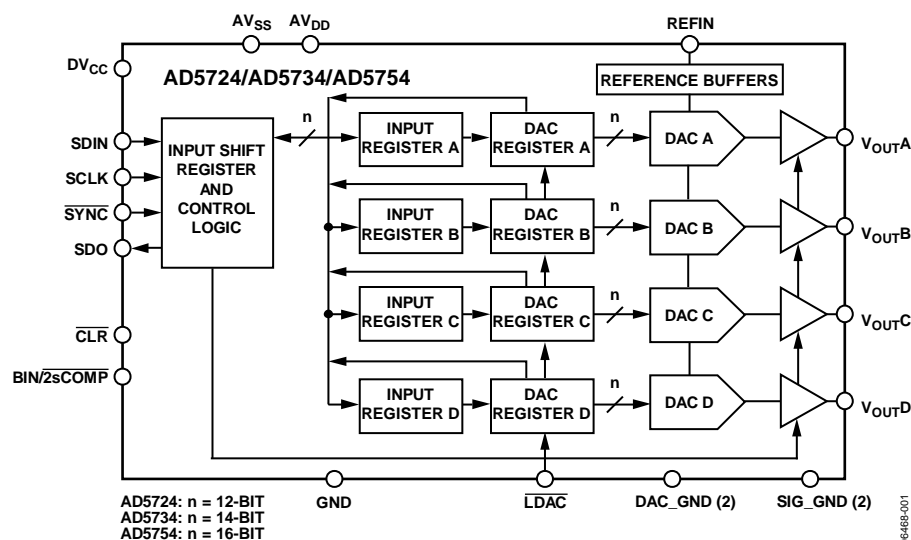 AVSS
AVDD
REFIN
DVCC
AD5724/AD5734/AD5754
REFERENCE BUFFERS
SDIN
SCLK
SYNC
SDO
CLR
BIN/2sCOMP
INPUT SHIFT
REGISTER
AND
CONTROL
LOGIC
n
INPUT
REGISTER A
DAC
REGISTER A
n
DAC A
VOUTA
INPUT
REGISTER B
DAC
REGISTER B
n
DAC B
VOUTB
INPUT
REGISTER C
DAC
REGISTER C
n
DAC C
VOUTC
INPUT
REGISTER D
DAC
REGISTER D
n
DAC D
VOUTD
AD5724: n = 12-BIT
AD5734: n = 14-BIT
AD5754: n = 16-BIT
GND
LDAC
DAC_GND (2)
SIG_GND (2)
6468-001